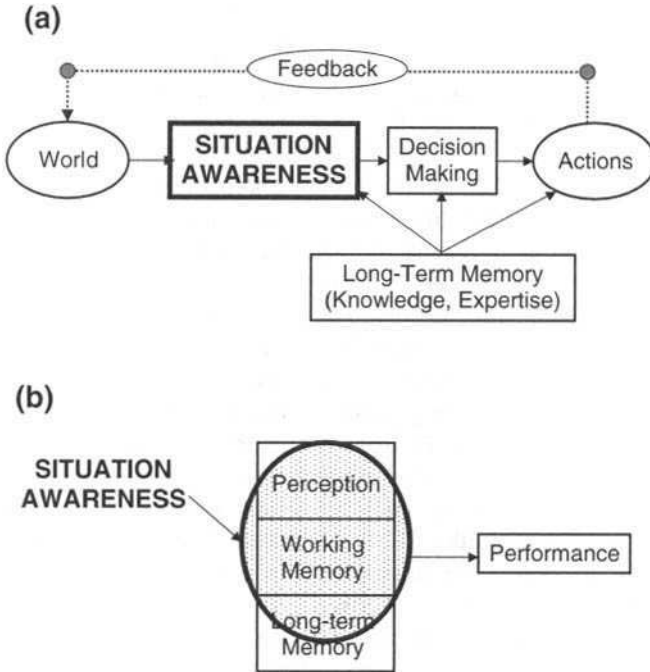 (a)
Feedback
World
SITUATION
AWARENESS
Decision
Making
Actions
Long-Term Memory
(Knowledge, Expertise)
(b)
SITUATION
AWARENESS
Perception
Working
Memory
Long-term
Memory
Performance